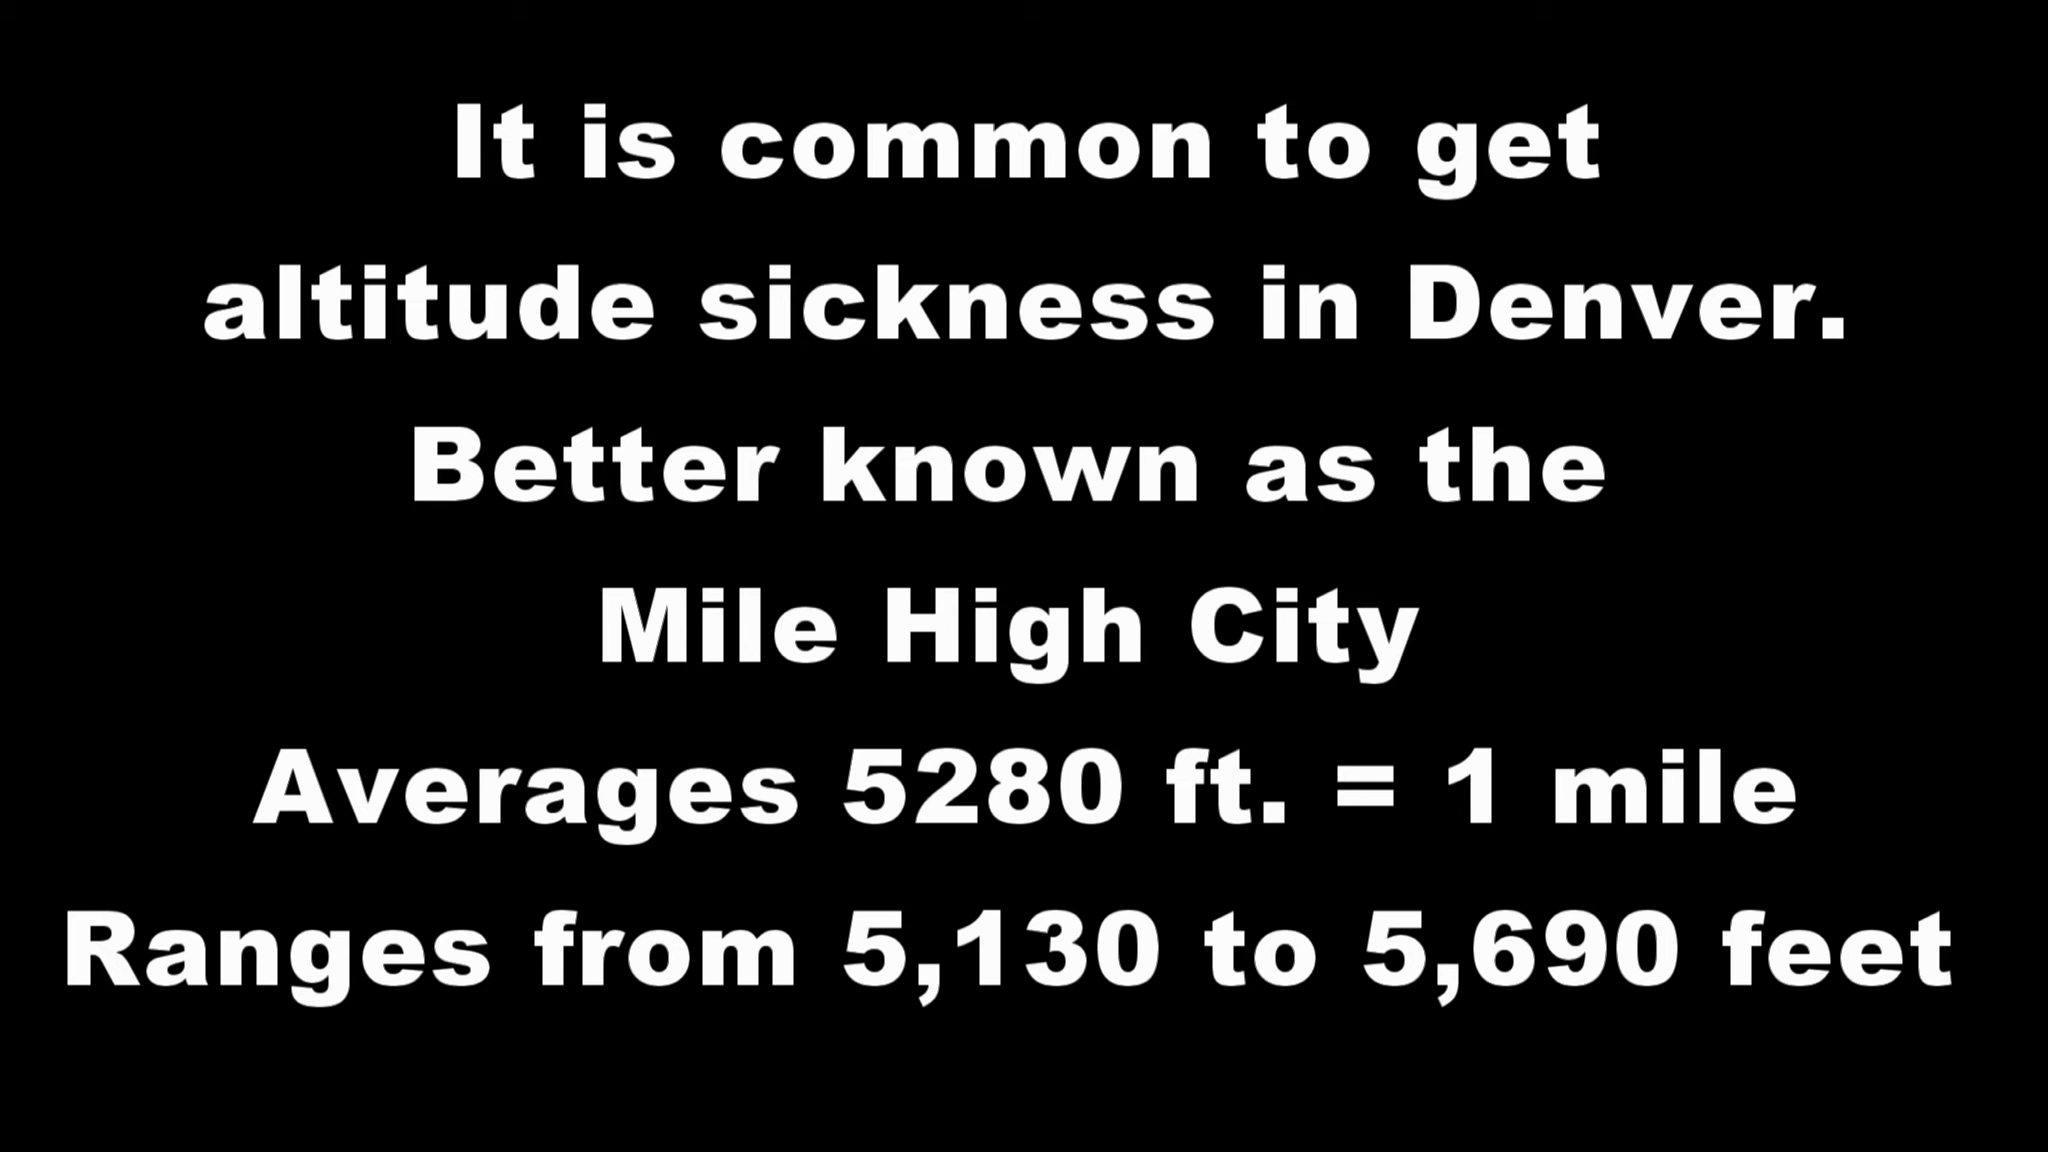 It is common to get
altitude sickness in Denver.
Better known as the
Mile High City
Averages 5280 ft. = 1 mile
Ranges from 5,130 to 5,690 feet